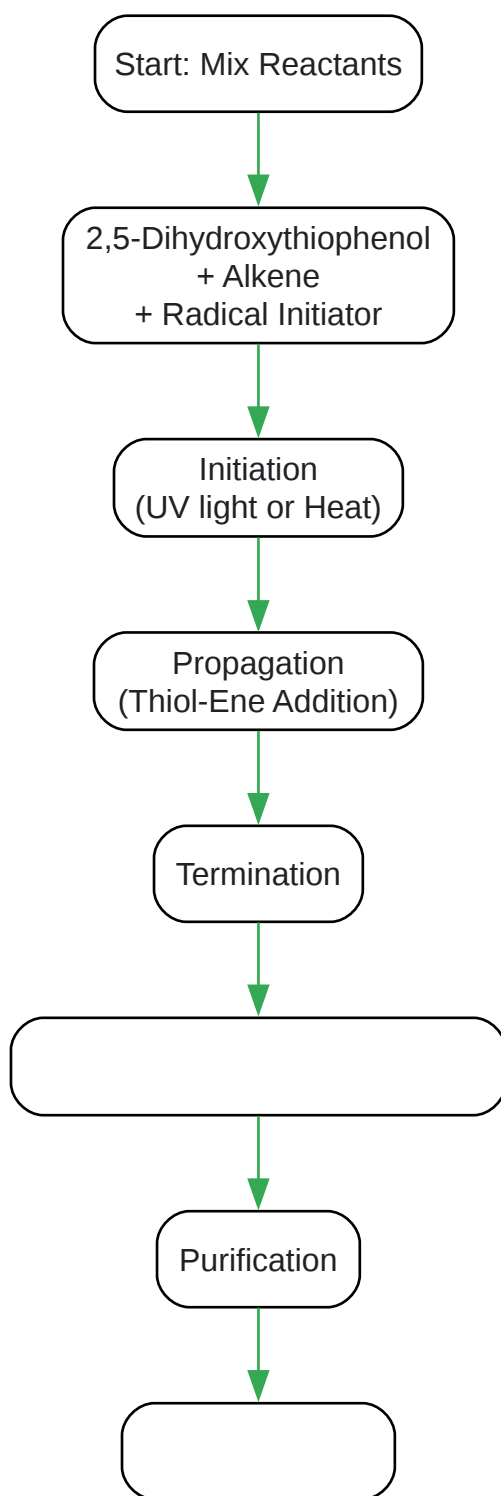 Start: Mix Reactants
2,5-Dihydroxythiophenol
+ Alkene
+ Radical Initiator
Initiation
(UV light or Heat)
Propagation
(Thiol-Ene Addition)
Termination
Purification